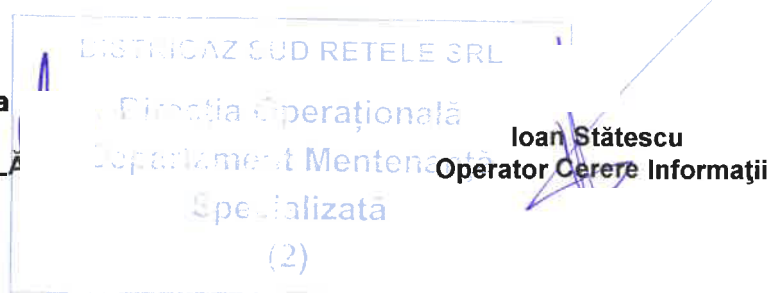 DISTRIGAZ SUD RETELE SRL
Direcția Operațională
Departament Mentenanță
Specializată
(2)
Ioan Stătescu
Operator Cerere Informaţii